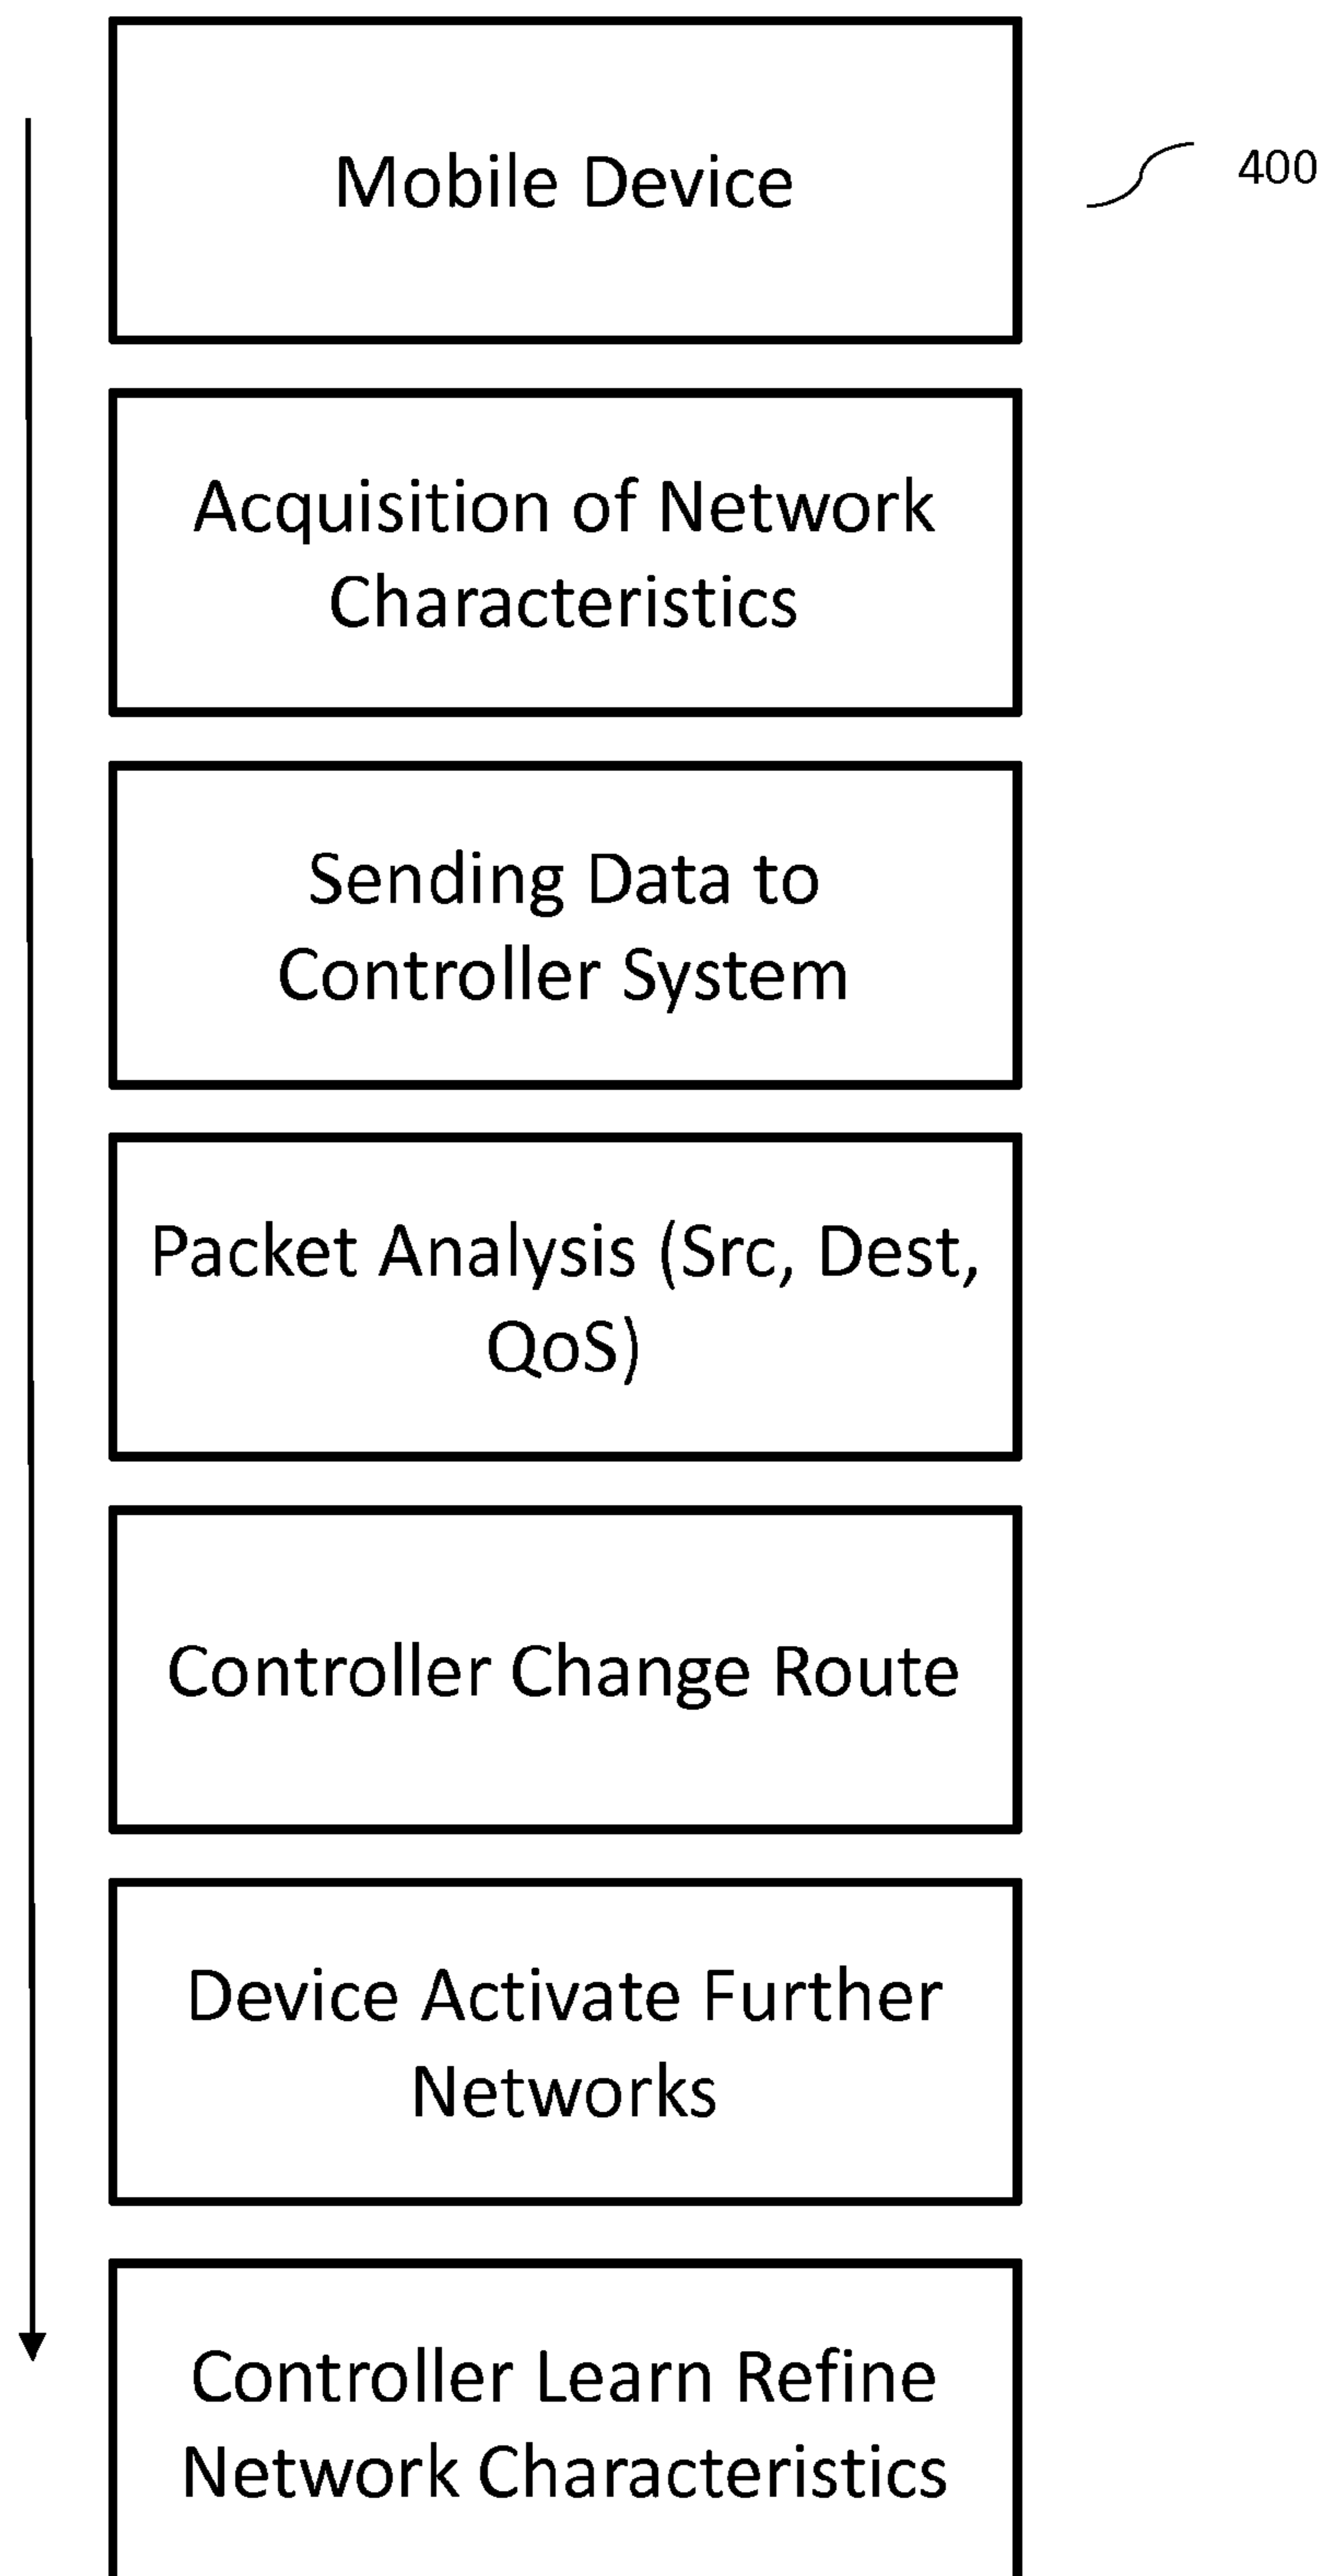 Mobile Device
400
Acquisition of Network
Characteristics
Sending Data to
Controller System
Packet Analysis (Src, Dest,
QoS)
Controller Change Route
Device Activate Further
Networks
Controller Learn Refine
Network Characteristics